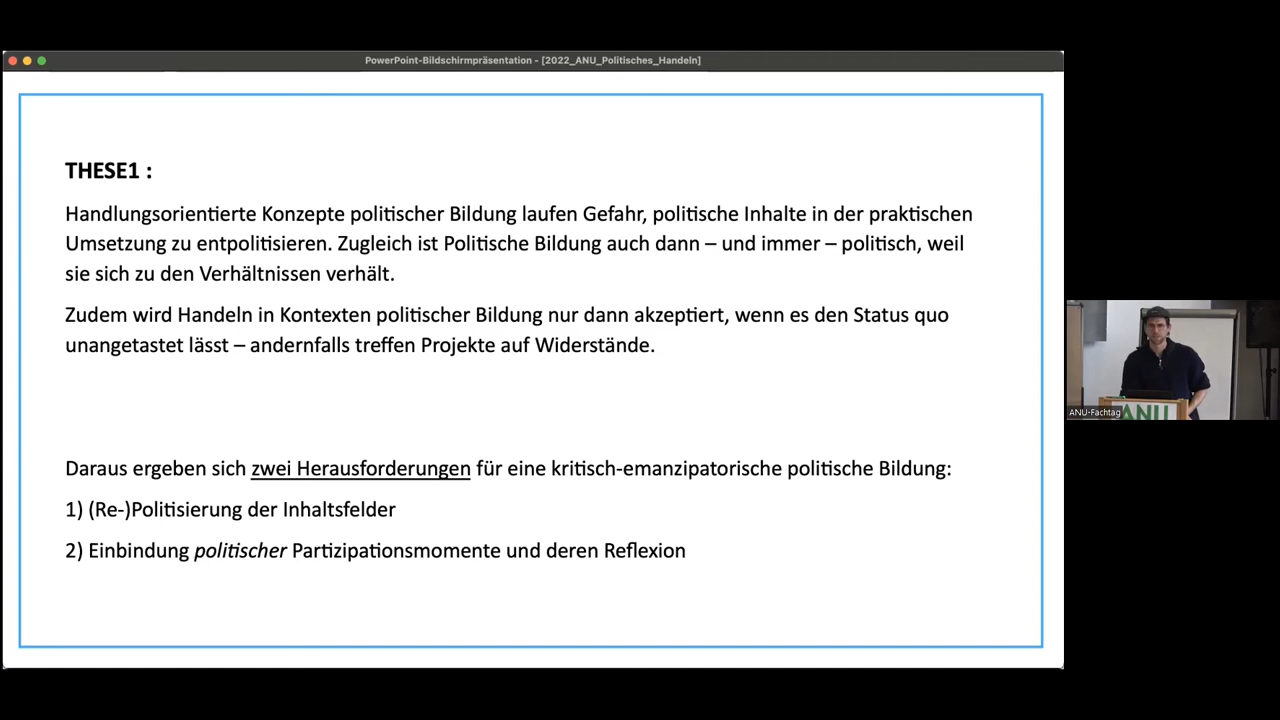 PowerPoint-Bildschirmpräsentation - [2022_ANU_Politisches_Handeln]
THESE1 :
Handlungsorientierte Konzepte politischer Bildung laufen Gefahr, politische Inhalte in der praktischen
Umsetzung zu entpolitisieren. Zugleich ist Politische Bildung auch dann – und immer – politisch, weil
sie sich zu den Verhältnissen verhält.
Zudem wird Handeln in Kontexten politischer Bildung nur dann akzeptiert, wenn es den Status quo
unangetastet lässt – andernfalls treffen Projekte auf Widerstände.
Daraus ergeben sich zwei Herausforderungen für eine kritisch-emanzipatorische politische Bildung:
1) (Re-)Politisierung der Inhaltsfelder
2) Einbindung politischer Partizipationsmomente und deren Reflexion
ANU-Fachtag
ANU